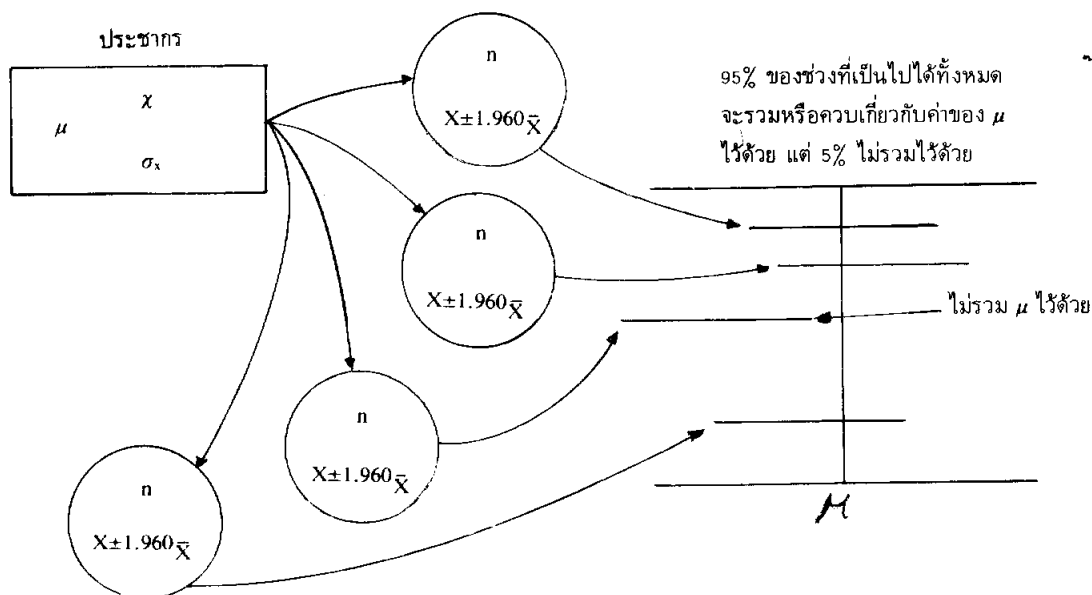 ประชากร
χ
μ
σx
n
X±1.960X̄
95% ของช่วงที่เป็นไปได้ทั้งหมด
จะรวมหรือควบเกี่ยวกับค่าของ μ
ไว้ด้วย แต่ 5% ไม่รวมไว้ด้วย
n
X±1.960X̄
ไม่รวม μ ไว้ด้วย
n
X±1.960X̄
n
X±1.960X̄
μ